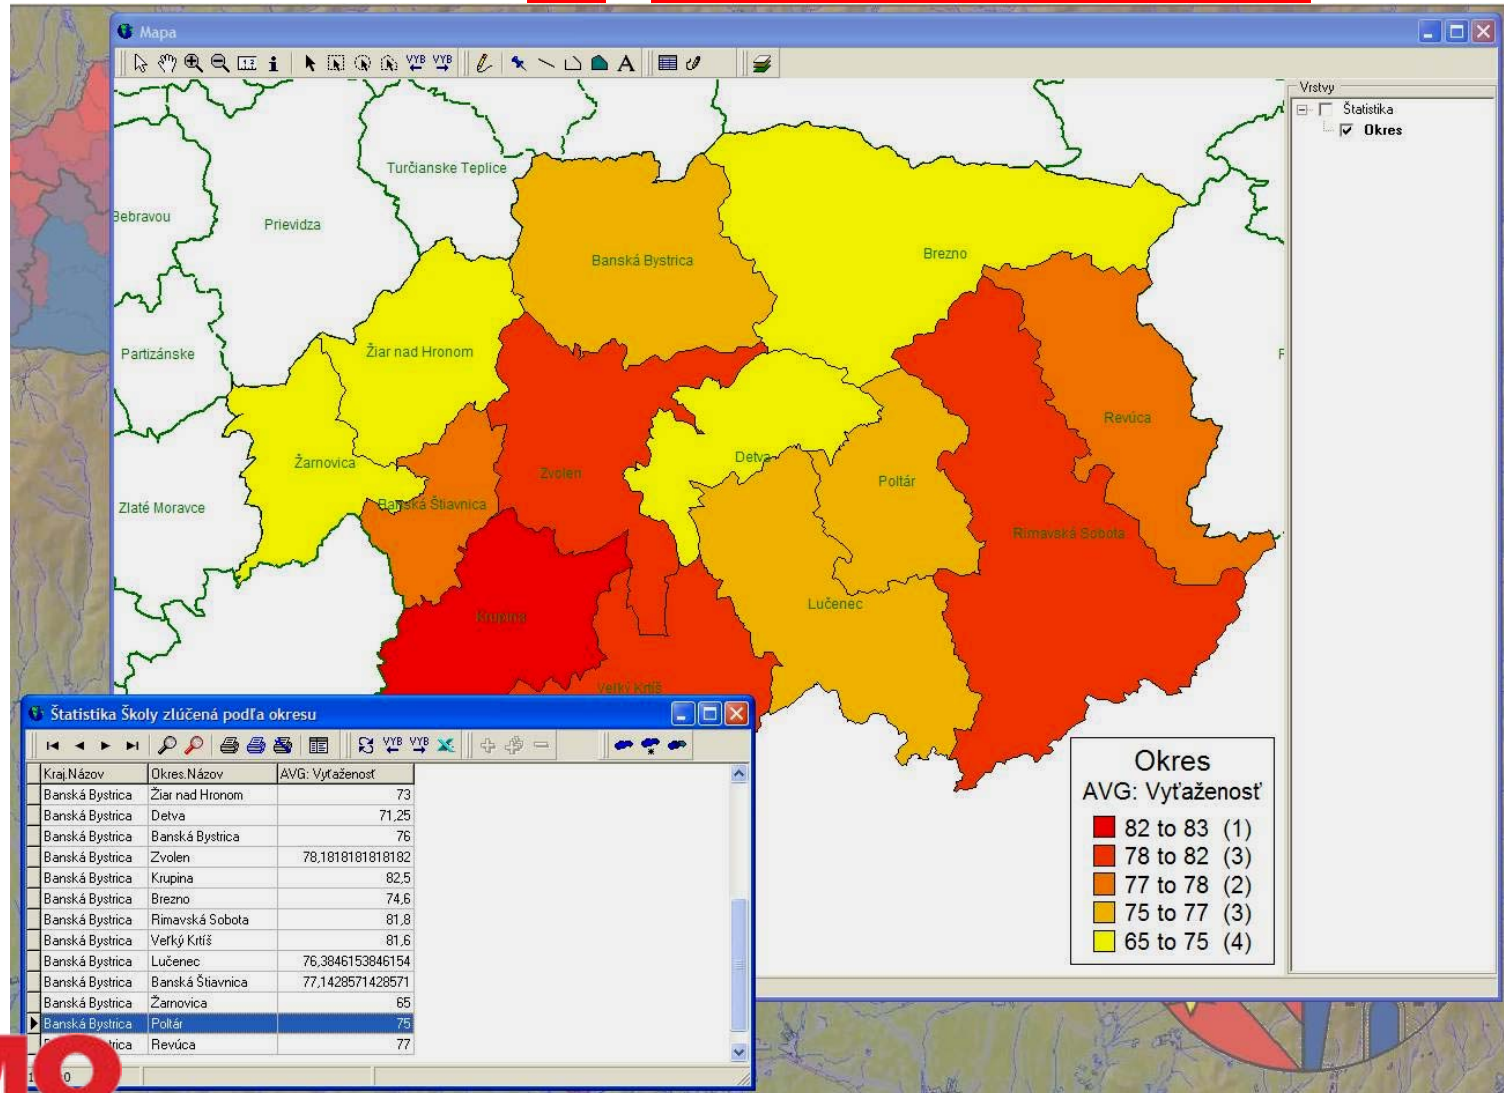 Mapa
Vrstvy
Štatistika
Okres
VYB VYB
Turčianske Teplice
Bebravou
Prievidza
Banská Bystrica
Brezno
Partizánske
Žiar nad Hronom
Revúca
Žarnovica
Detva
Zvolen
Poltár
Zlaté Moravce
Banská Štiavnica
Rimavská Sobota
Lučenec
Krupina
Veľký Krtíš
Štatistika Školy zlúčená podľa okresu
VYB VYB
Kraj.Názov Okres.Názov AVG: Vyťaženosť
Banská Bystrica Žiar nad Hronom 73
Banská Bystrica Detva 71,25
Banská Bystrica Banská Bystrica 76
Banská Bystrica Zvolen 78,1818181818182
Banská Bystrica Krupina 82,5
Banská Bystrica Brezno 74,6
Banská Bystrica Rimavská Sobota 81,8
Banská Bystrica Veľký Krtíš 81,6
Banská Bystrica Lučenec 76,3846153846154
Banská Bystrica Banská Štiavnica 77,1428571428571
Banská Bystrica Žarnovica 65
Banská Bystrica Poltár 75
trica Revúca 77
Okres
AVG: Vyťaženosť
82 to 83 (1)
78 to 82 (3)
77 to 78 (2)
75 to 77 (3)
65 to 75 (4)
MO